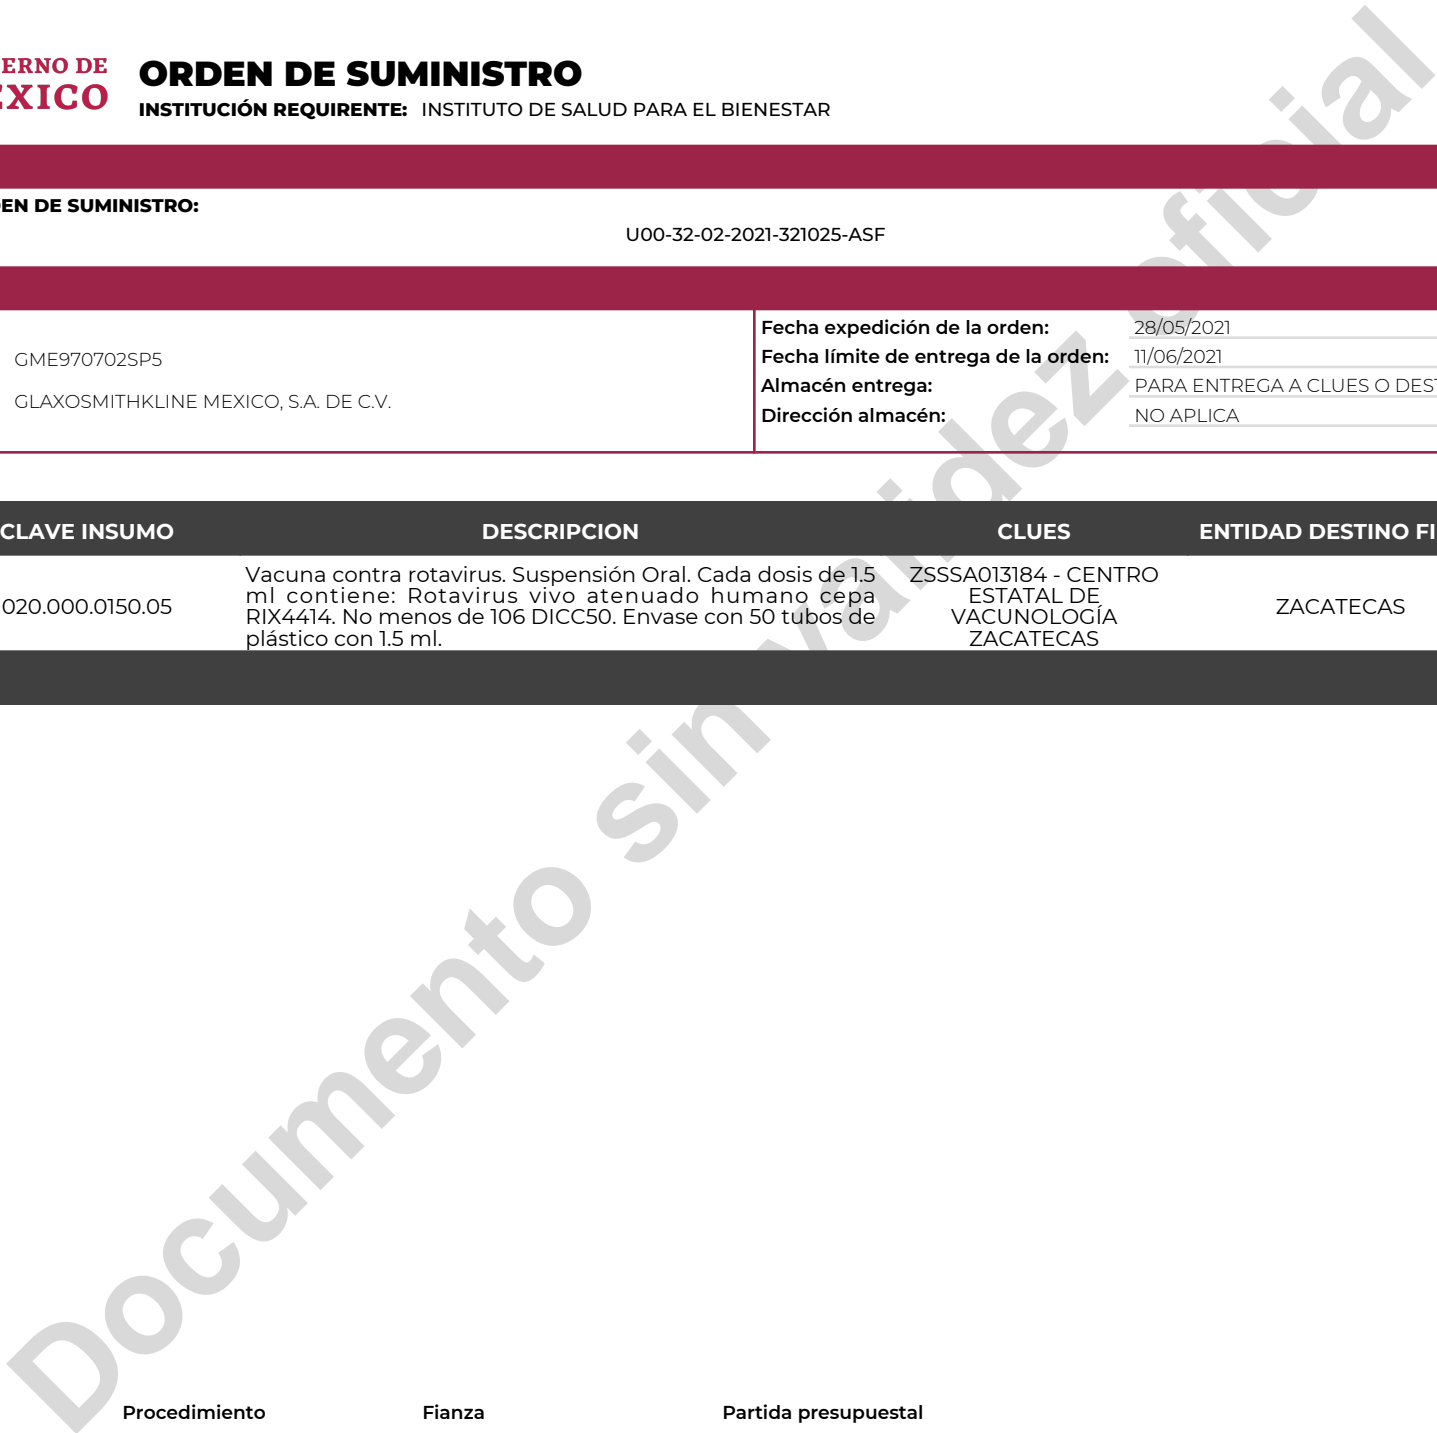 ERNO DE
ÉXICO
ORDEN DE SUMINISTRO
INSTITUCIÓN REQUIRENTE: INSTITUTO DE SALUD PARA EL BIENESTAR
EN DE SUMINISTRO:
U00-32-02-2021-321025-ASF
GME970702SP5
GLAXOSMITHKLINE MEXICO, S.A. DE C.V.
Fecha expedición de la orden: 28/05/2021
Fecha límite de entrega de la orden: 11/06/2021
Almacén entrega: PARA ENTREGA A CLUES O DEST
Dirección almacén: NO APLICA
CLAVE INSUMO DESCRIPCION CLUES ENTIDAD DESTINO FI
020.000.0150.05
Vacuna contra rotavirus. Suspensión Oral. Cada dosis de 1.5
ml contiene: Rotavirus vivo atenuado humano cepa
RIX4414. No menos de 106 DICC50. Envase con 50 tubos de
plástico con 1.5 ml.
ZSSSA013184 - CENTRO
ESTATAL DE
VACUNOLOGÍA
ZACATECAS
ZACATECAS
Documento sin validez oficial
Procedimiento Fianza Partida presupuestal